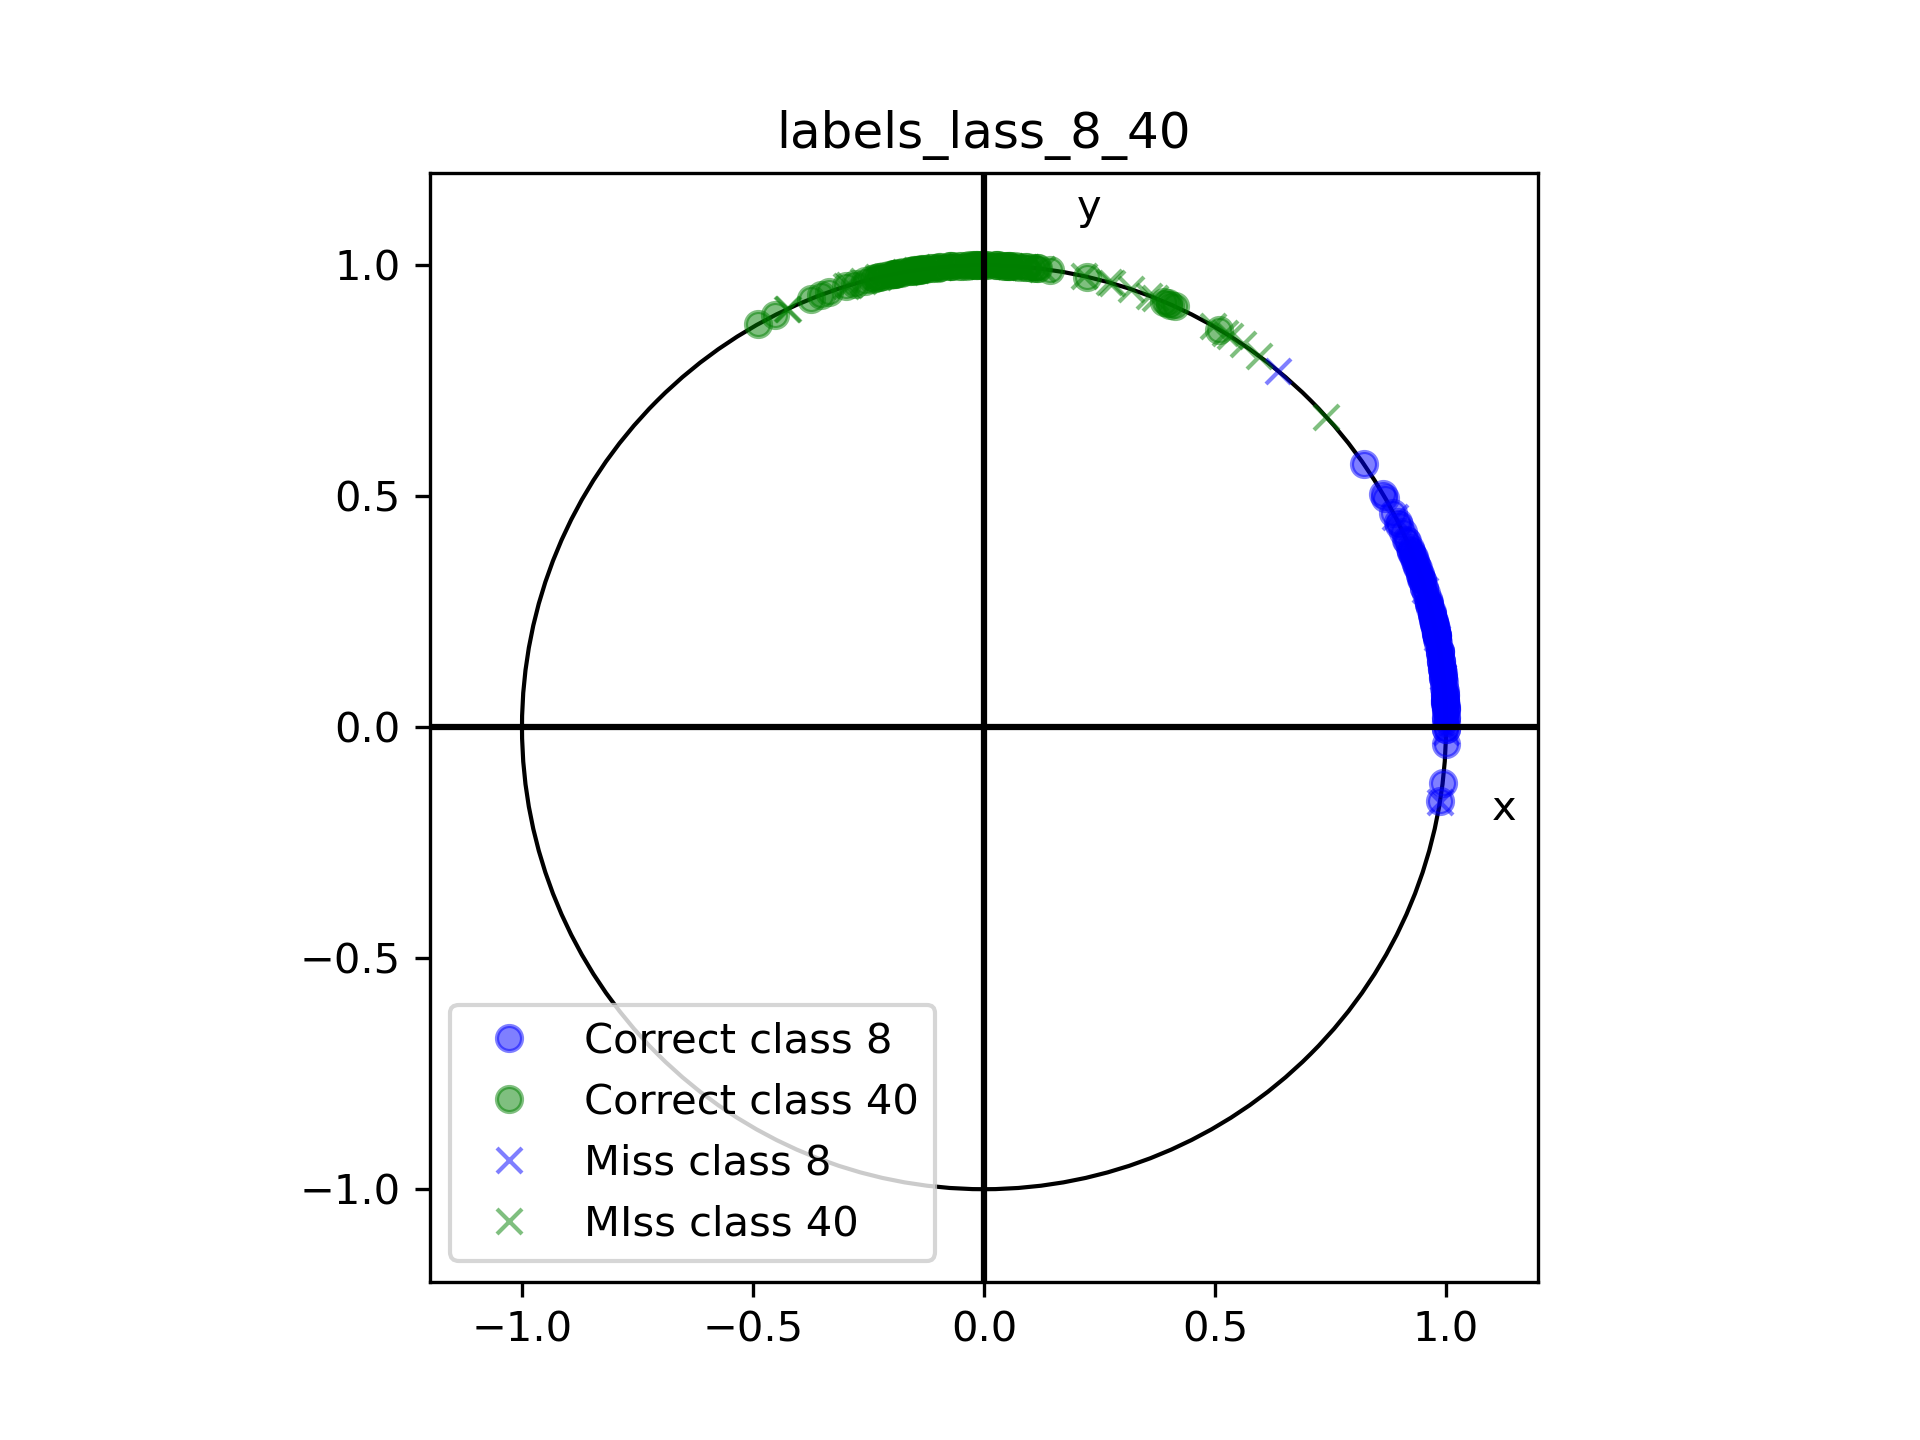 labels_lass_8_40
y
1.0
0.5
0.0
x
−0.5
−1.0
Correct class 8
Correct class 40
Miss class 8
MIss class 40
−1.0 −0.5 0.0 0.5 1.0